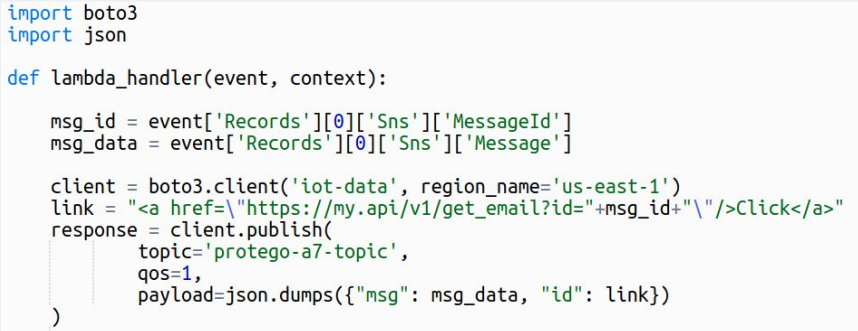 import boto3
import json
def lambda_handler(event, context):
msg_id = event['Records'][0]['Sns']['MessageId']
msg_data = event['Records'][0]['Sns']['Message']
client = boto3.client('iot-data', region_name='us-east-1')
link = "<a href=\"https://my.api/v1/get_email?id="+msg_id+"\"/>Click</a>"
response = client.publish(
topic='protego-a7-topic',
qos=1,
payload=json.dumps({"msg": msg_data, "id": link})
)